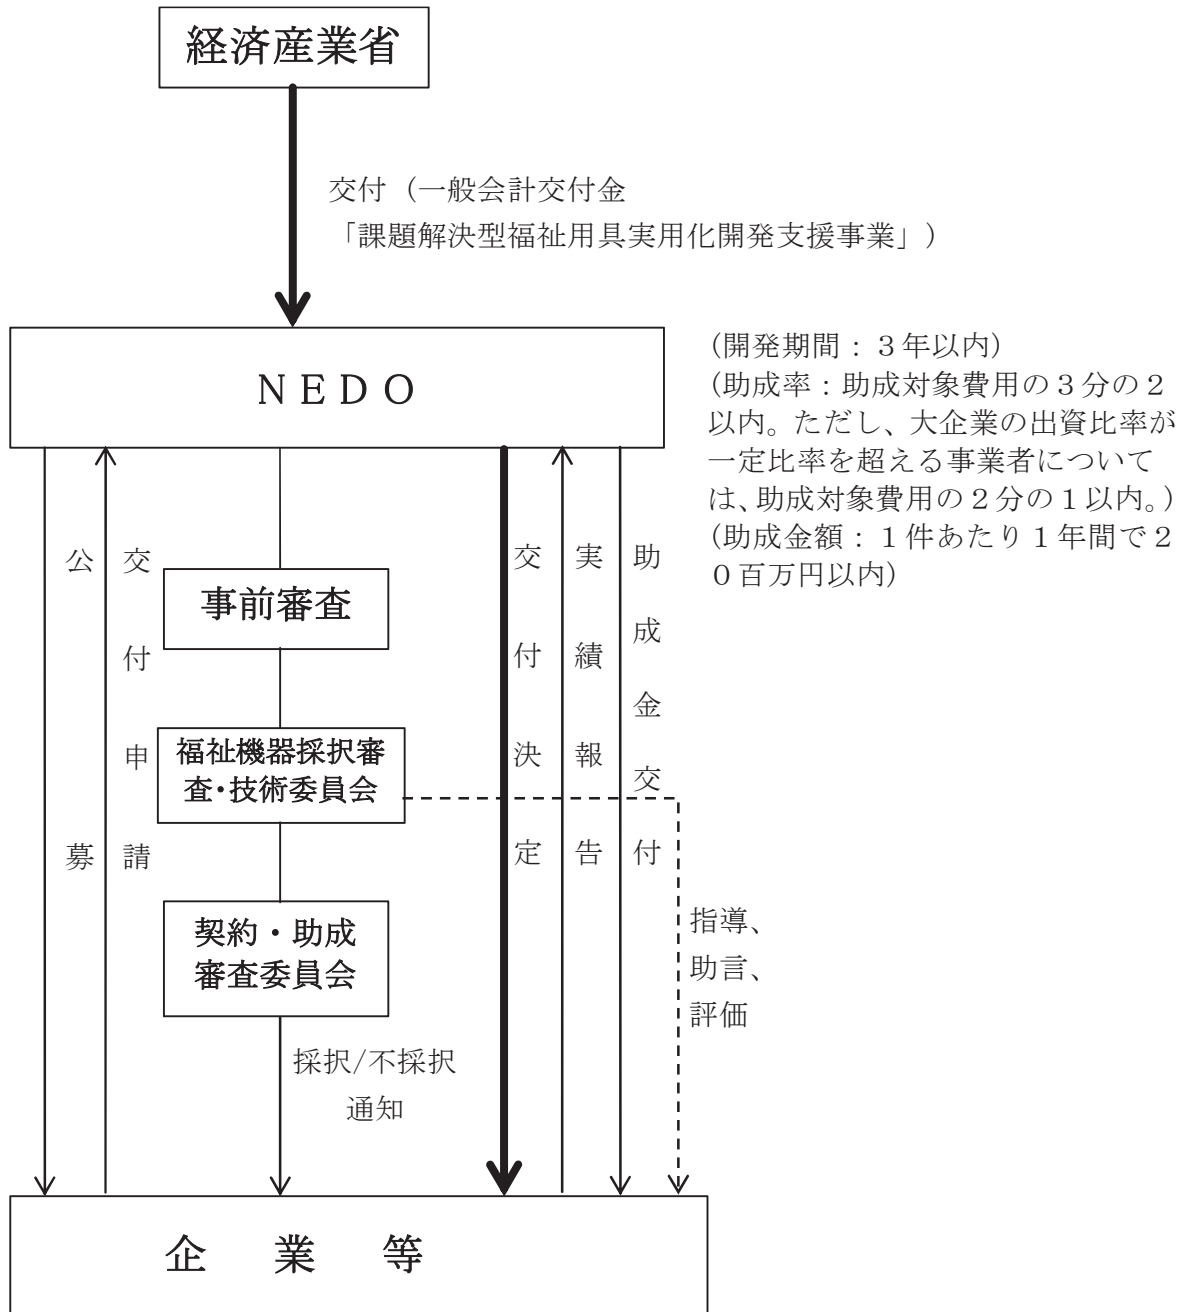 経済産業省
交付（一般会計交付金
「課題解決型福祉用具実用化開発支援事業」）
ＮＥＤＯ
(開発期間：３年以内)
(助成率：助成対象費用の３分の２
以内。ただし、大企業の出資比率が
一定比率を超える事業者について
は、助成対象費用の２分の１以内。)
(助成金額：１件あたり１年間で２
０百万円以内)
公募
交付申請
事前審査
福祉機器採択審
査・技術委員会
契約・助成
審査委員会
採択/不採択
通知
交付決定
実績報告
助成金交付
指導、
助言、
評価
企業等